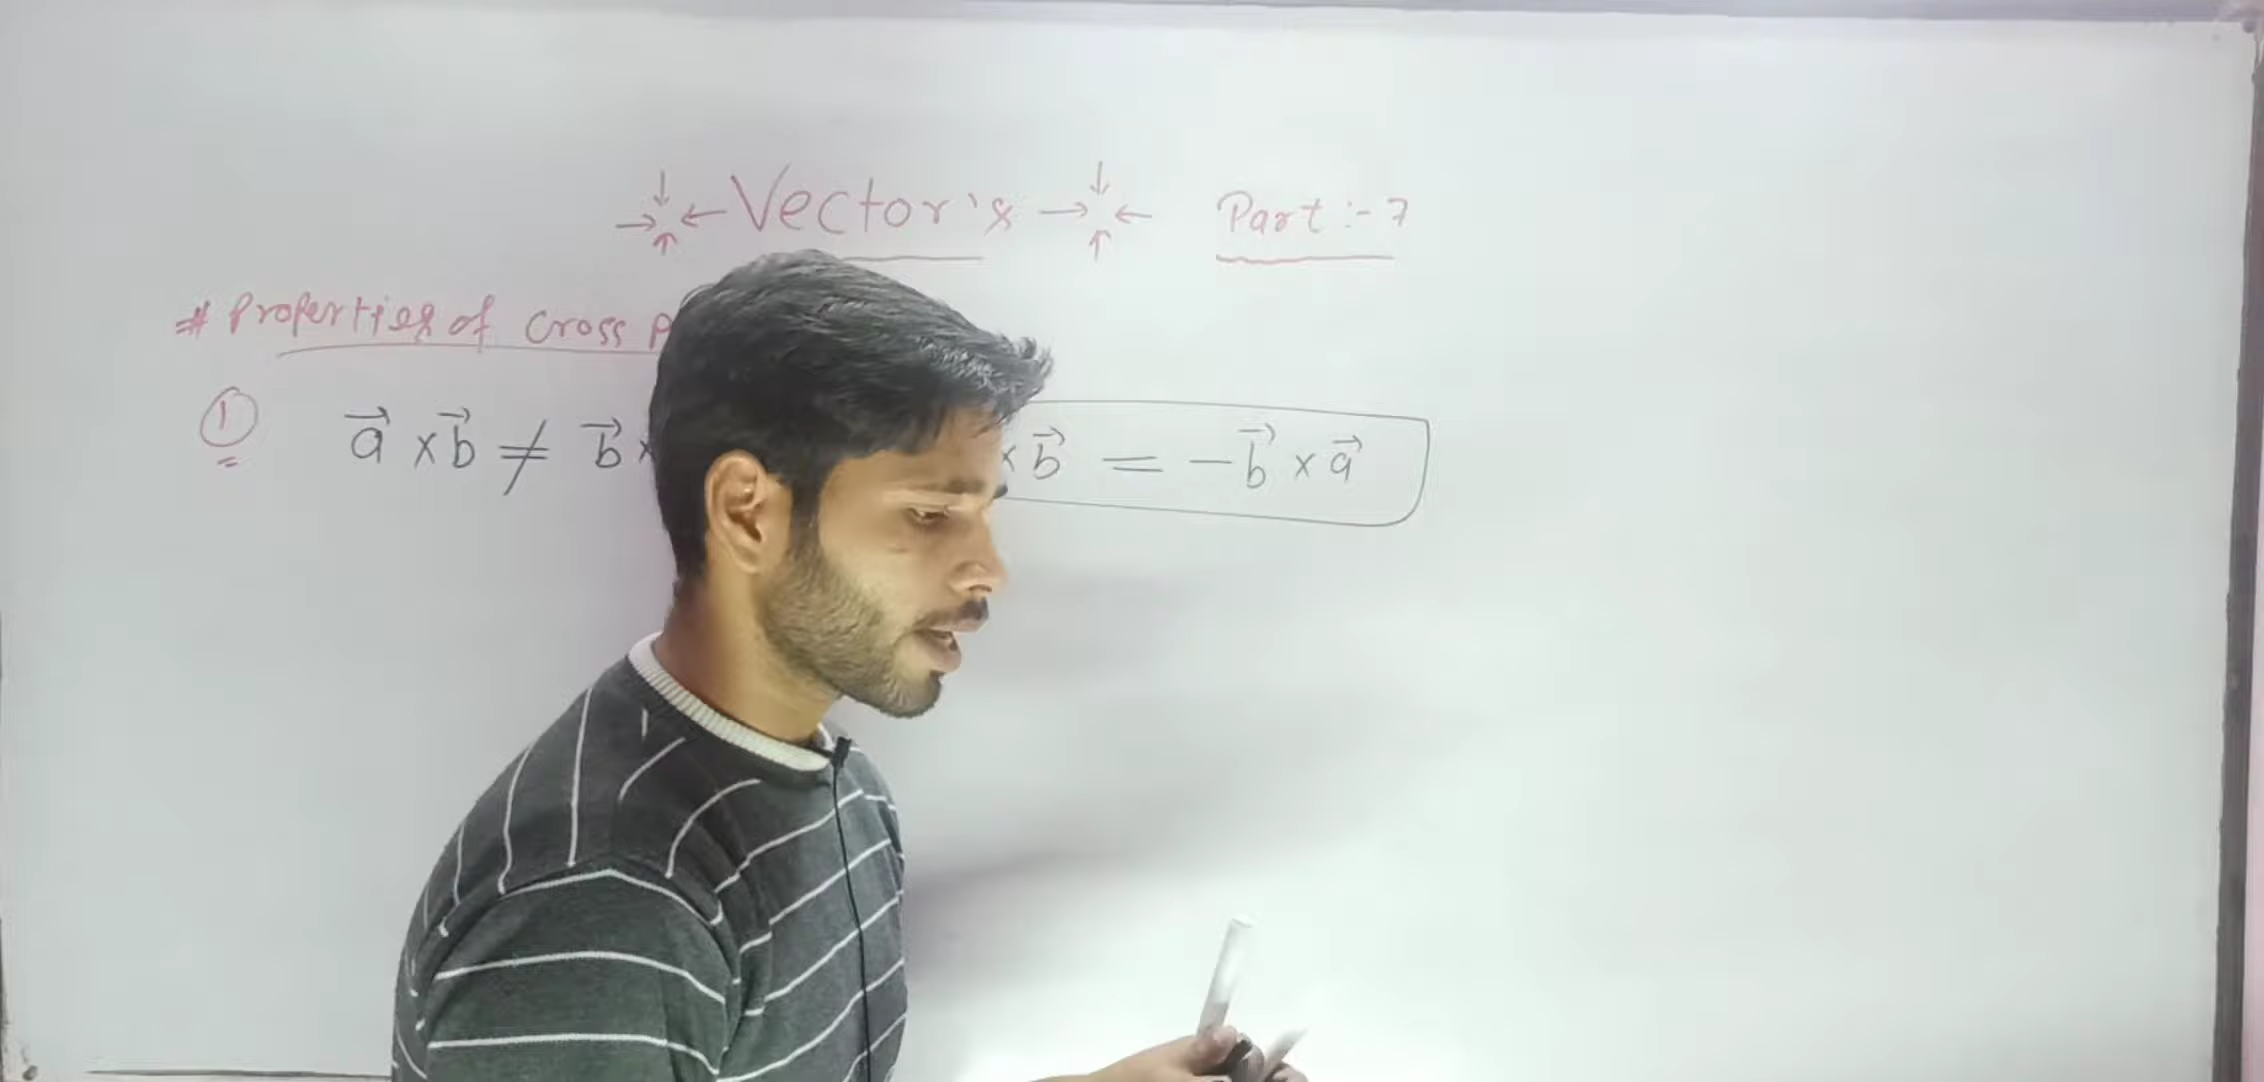 →↓↑← Vector's →↓↑← Part :- 7
# Properties of cross
① a⃗ × b⃗ ≠ b⃗ × × b⃗ = - b⃗ × a⃗